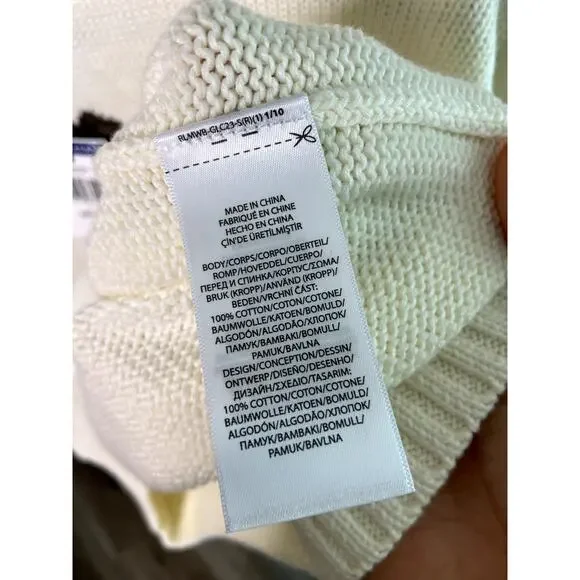 RLMWB-GLC23-S(R)(1) 1/10
MADE IN CHINA
FABRIQUÉ EN CHINE
HECHO EN CHINA
ÇİN'DE ÜRETİLMİŞTİR
BODY/CORPS/CORPO/OBERTEIL/
ROMP/HOVEDDEL/CUERPO/
ПЕРЕД И СПИНКА/КОРПУС/ΣΩΜΑ/
BRUK (KROPP)/ANVÄND (KROPP)/
BEDEN/VRCHNÍ ČÁST:
100% COTTON/COTON/COTONE/
BAUMWOLLE/KATOEN/BOMULD/
ALGODÓN/ALGODÃO/ΧΛΟΠΟΚ/
ПАМУК/BAMBAKI/BOMULL/
PAMUK/BAVLNA
DESIGN/CONCEPTION/DESSIN/
ONTWERP/DISEÑO/DESENHO/
ДИЗАЙН/ΣΧΕΔΙΟ/TASARIM:
100% COTTON/COTON/COTONE/
BAUMWOLLE/KATOEN/BOMULD/
ALGODÓN/ALGODÃO/ХЛОПОК/
ПАМУК/BAMBAKI/BOMULL/
PAMUK/BAVLNA